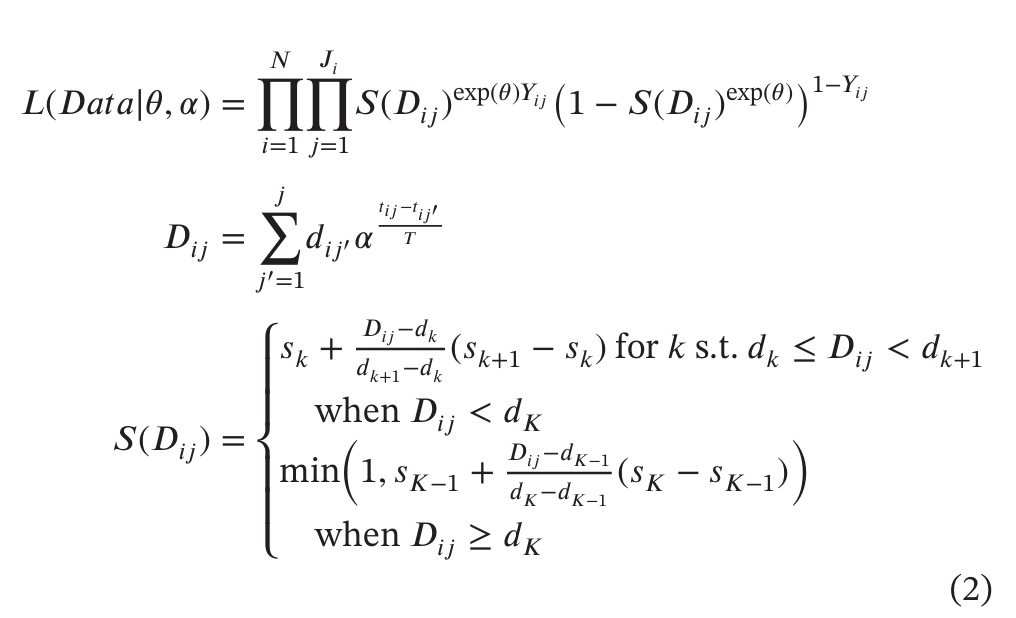 L(Data|θ, α) = ∏_{i=1}^{N} ∏_{j=1}^{J_i} S(D_{ij})^{exp(θ)Y_{ij}} (1 − S(D_{ij})^{exp(θ)})^{1−Y_{ij}}
D_{ij} = ∑_{j′=1}^{j} d_{ij′} α^{\frac{t_{ij}−t_{ij′}}{T}}
S(D_{ij}) = { s_k + \frac{D_{ij}−d_k}{d_{k+1}−d_k} (s_{k+1} − s_k) for k s.t. d_k ≤ D_{ij} < d_{k+1}
when D_{ij} < d_K
min(1, s_{K−1} + \frac{D_{ij}−d_{K−1}}{d_K−d_{K−1}} (s_K − s_{K−1}))
when D_{ij} ≥ d_K
(2)